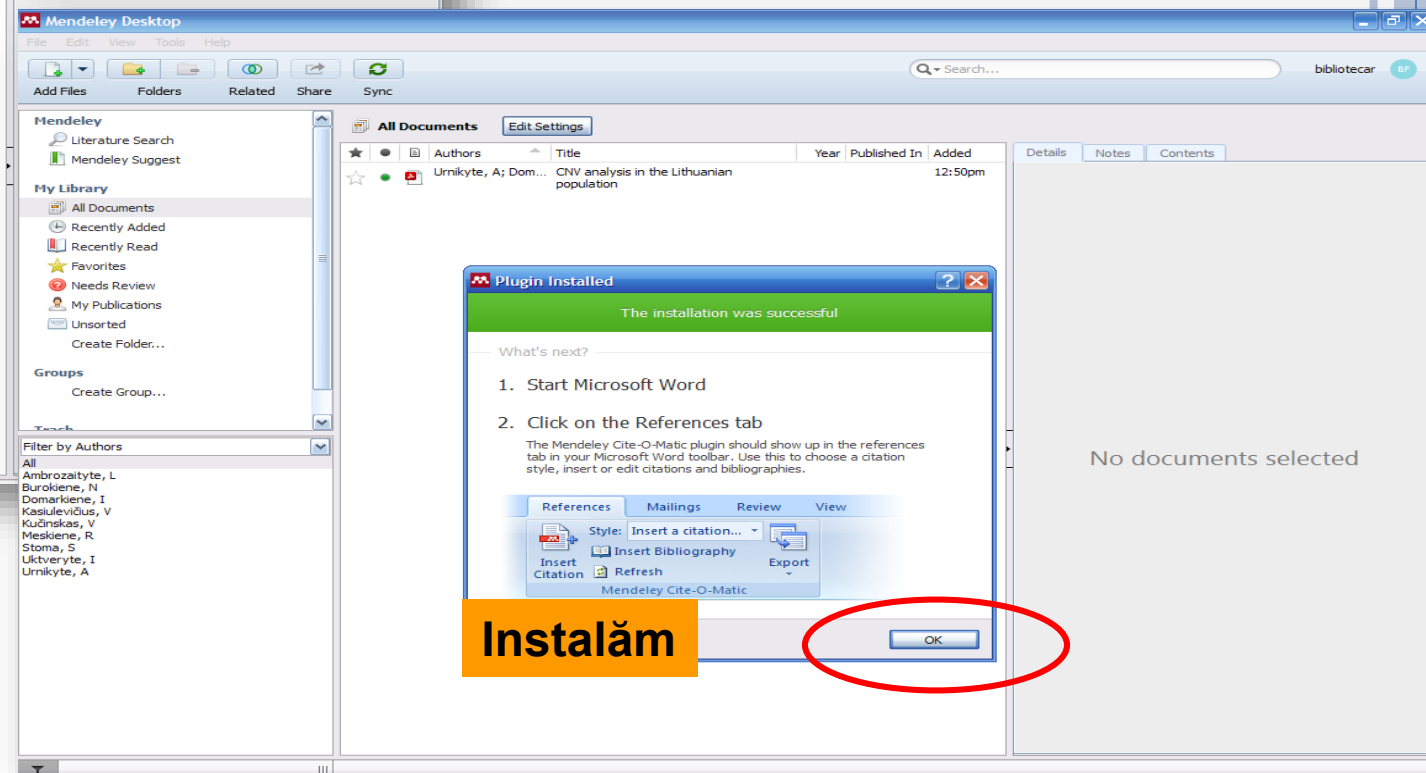 Mendeley Desktop
File Edit View Tools Help
Search...
bibliotecar BF
Add Files Folders Related Share Sync
Mendeley
Literature Search
Mendeley Suggest
My Library
All Documents
Recently Added
Recently Read
Favorites
Needs Review
My Publications
Unsorted
Create Folder...
Groups
Create Group...
Trash
Filter by Authors
All
Ambrozaityte, L
Burokiene, N
Domarkiene, I
Kasiulevičius, V
Kučinskas, V
Meskiene, R
Stoma, S
Uktveryte, I
Urnikyte, A
All Documents Edit Settings
Authors Title Year Published In Added
Urnikyte, A; Dom... CNV analysis in the Lithuanian 12:50pm
population
Plugin Installed
The installation was successful
What's next?
1. Start Microsoft Word
2. Click on the References tab
The Mendeley Cite-O-Matic plugin should show up in the references
tab in your Microsoft Word toolbar. Use this to choose a citation
style, insert or edit citations and bibliographies.
References Mailings Review View
Style: Insert a citation...
Insert Bibliography
Insert Export
Citation Refresh
Mendeley Cite-O-Matic
Instalăm
OK
Details Notes Contents
No documents selected